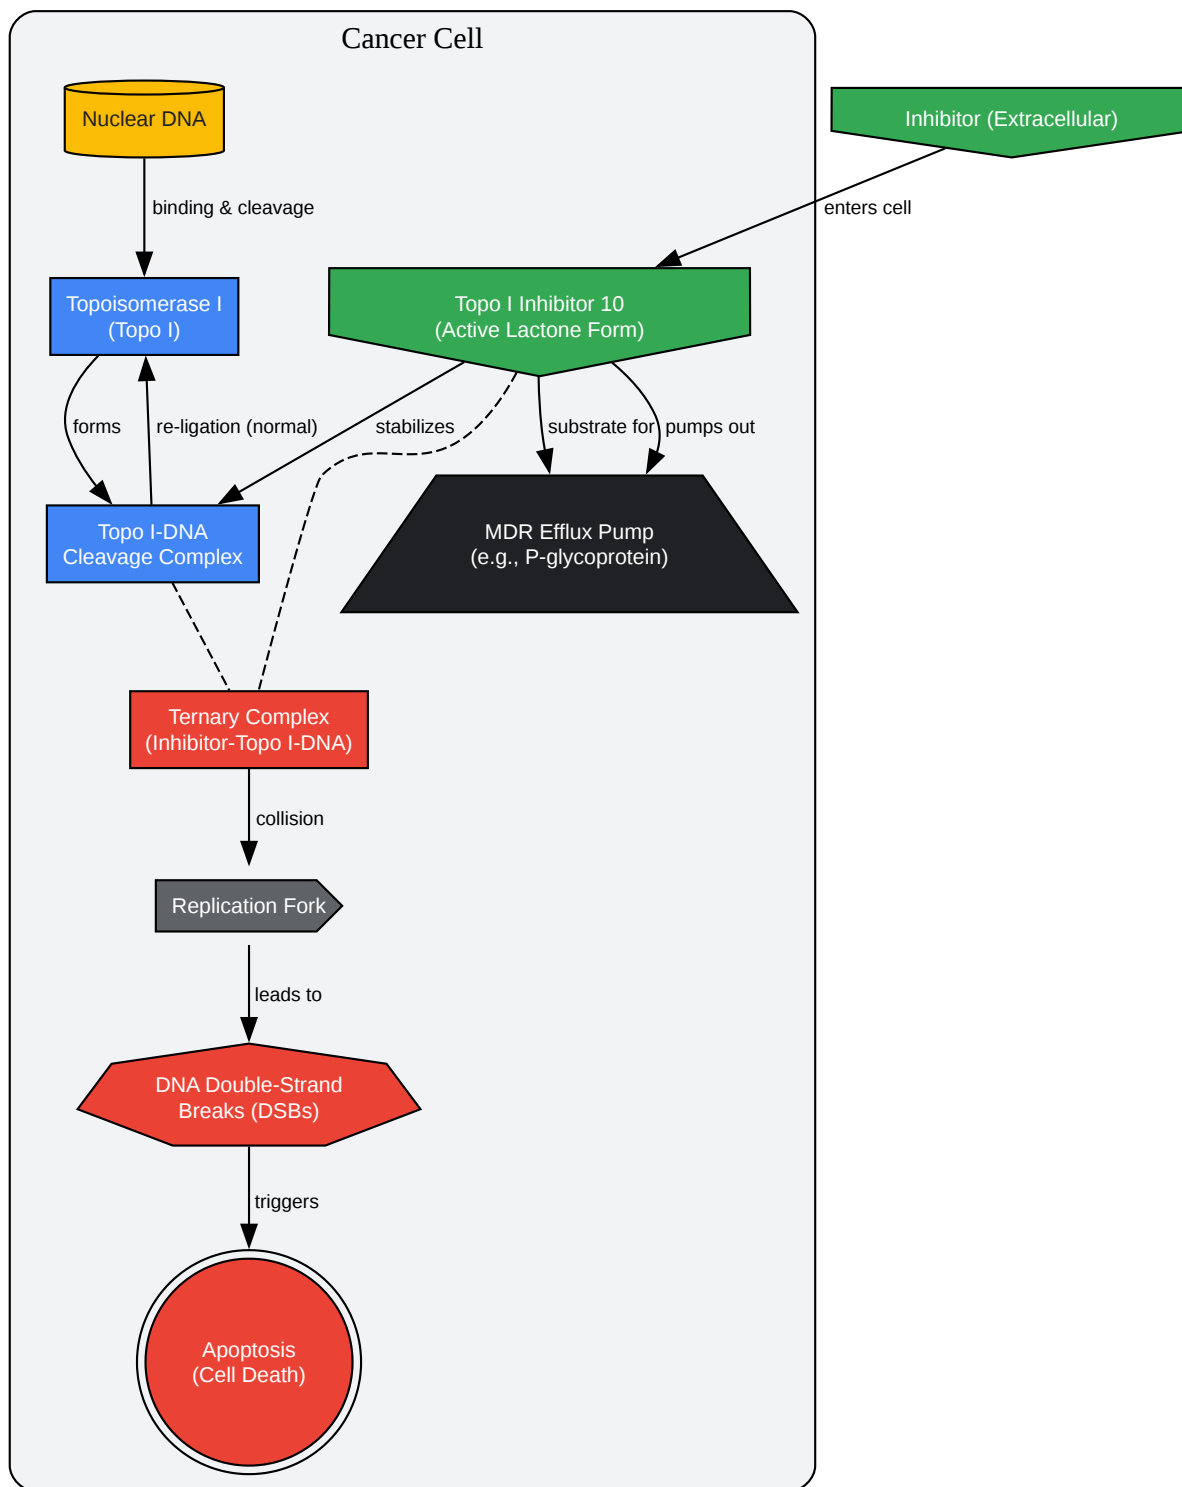 Cancer Cell
Nuclear DNA
Inhibitor (Extracellular)
binding & cleavage
enters cell
Topoisomerase I
(Topo I)
Topo I Inhibitor 10
(Active Lactone Form)
forms
re-ligation (normal)
stabilizes
substrate for
pumps out
Topo I-DNA
Cleavage Complex
MDR Efflux Pump
(e.g., P-glycoprotein)
Ternary Complex
(Inhibitor-Topo I-DNA)
collision
Replication Fork
leads to
DNA Double-Strand
Breaks (DSBs)
triggers
Apoptosis
(Cell Death)